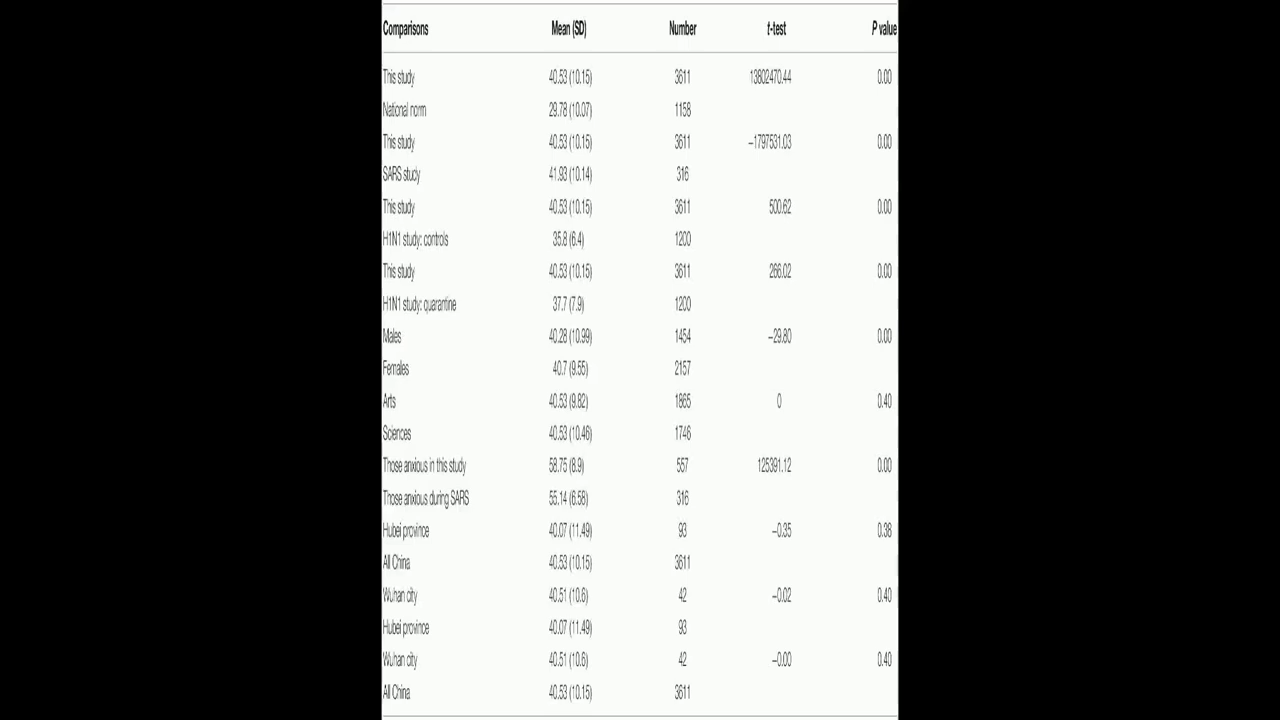 Comparisons Mean (SD) Number t-test P value
This study 40.53 (10.15) 3611 13802470.44 0.00
National norm 29.78 (10.07) 1158
This study 40.53 (10.15) 3611 −1797531.03 0.00
SARS study 41.93 (10.14) 316
This study 40.53 (10.15) 3611 500.62 0.00
H1N1 study: controls 35.8 (6.4) 1200
This study 40.53 (10.15) 3611 266.02 0.00
H1N1 study: quarantine 37.7 (7.9) 1200
Males 40.28 (10.99) 1454 −29.80 0.00
Females 40.7 (9.55) 2157
Arts 40.53 (9.82) 1865 0 0.40
Sciences 40.53 (10.46) 1746
Those anxious in this study 58.75 (8.9) 557 125391.12 0.00
Those anxious during SARS 55.14 (6.58) 316
Hubei province 40.07 (11.49) 93 −0.35 0.38
All China 40.53 (10.15) 3611
Wuhan city 40.51 (10.6) 42 −0.02 0.40
Hubei province 40.07 (11.49) 93
Wuhan city 40.51 (10.6) 42 −0.00 0.40
All China 40.53 (10.15) 3611